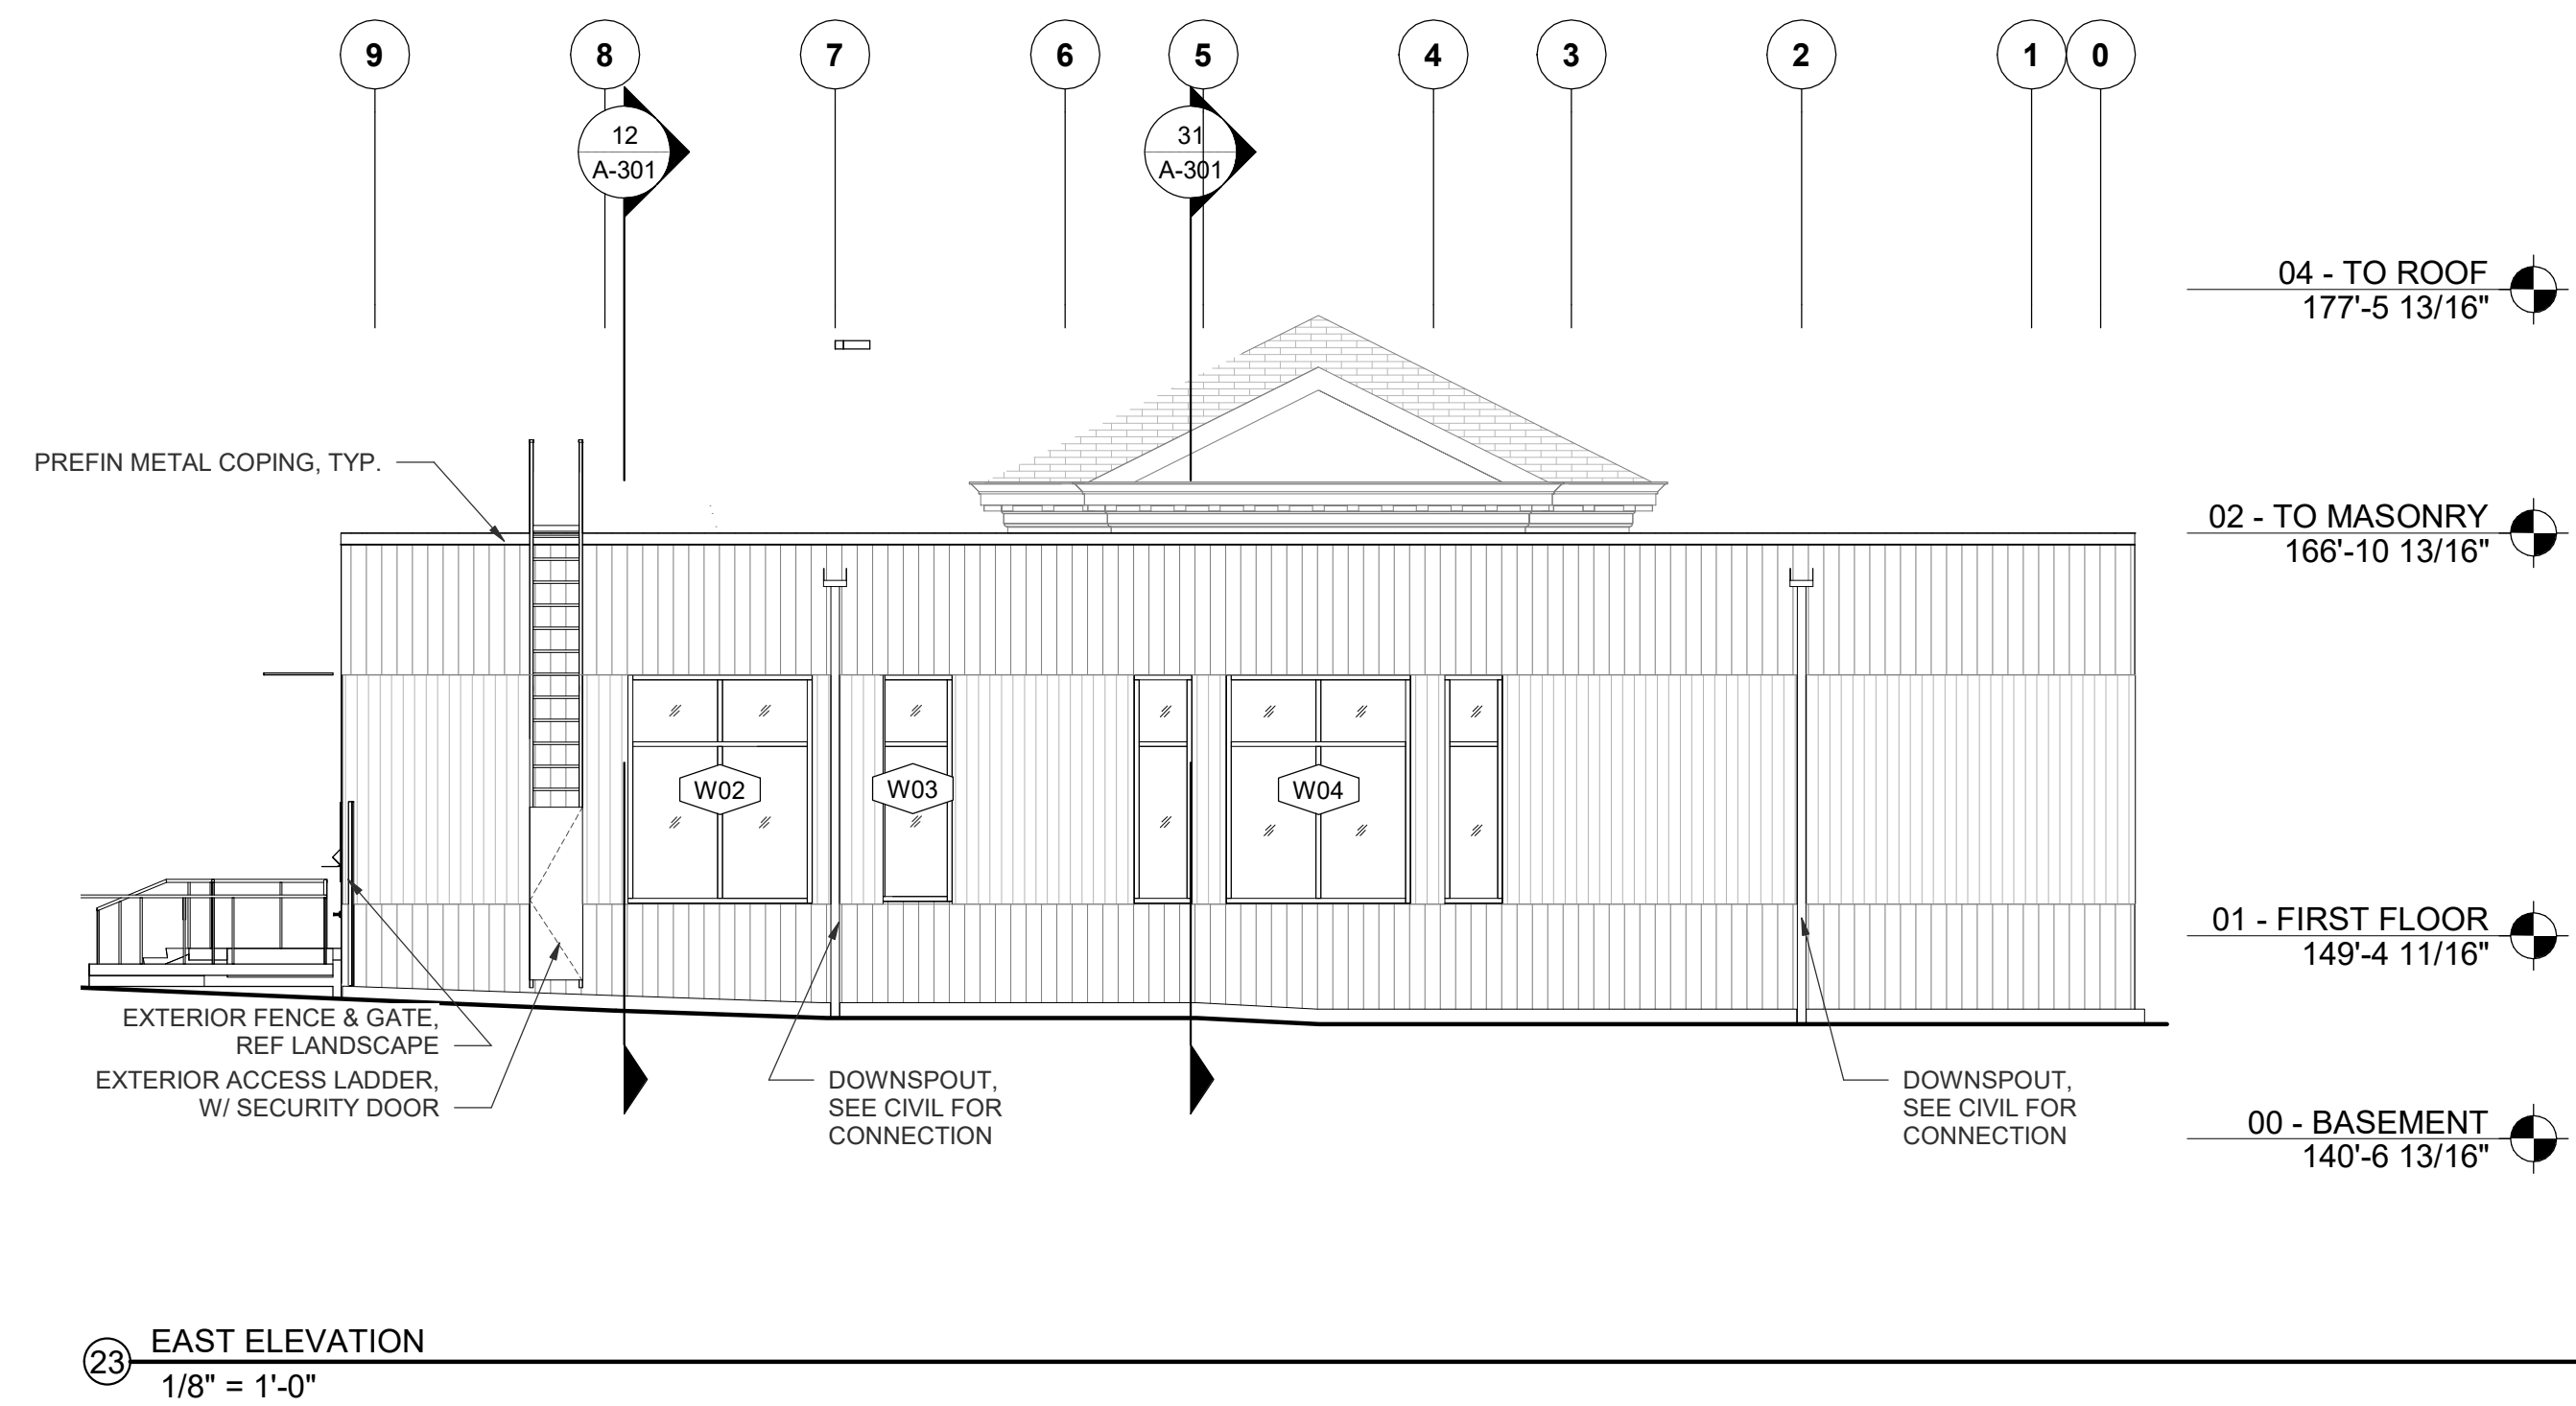 9
8
7
6
5
4
3
2
1
0
12
A-301
31
A-301
04 - TO ROOF
177'-5 13/16"
PREFIN METAL COPING, TYP.
02 - TO MASONRY
166'-10 13/16"
W02
W03
W04
01 - FIRST FLOOR
149'-4 11/16"
EXTERIOR FENCE & GATE,
REF LANDSCAPE
EXTERIOR ACCESS LADDER,
W/ SECURITY DOOR
DOWNSPOUT,
SEE CIVIL FOR
CONNECTION
DOWNSPOUT,
SEE CIVIL FOR
CONNECTION
00 - BASEMENT
140'-6 13/16"
23
EAST ELEVATION
1/8" = 1'-0"